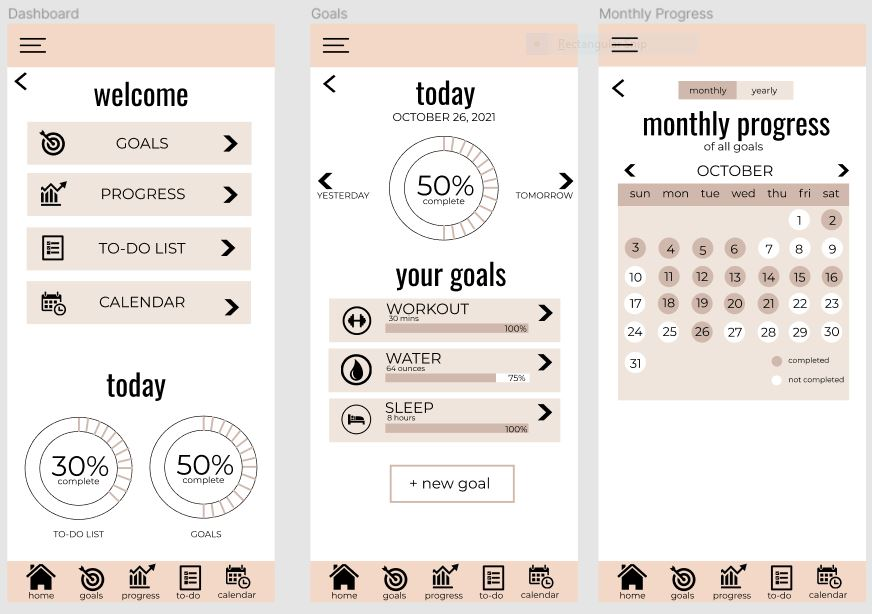 Dashboard
welcome
GOALS
PROGRESS
TO-DO LIST
CALENDAR
today
30%
complete
TO-DO LIST
50%
complete
GOALS
home
goals
progress
to-do
calendar
Goals
today
OCTOBER 26, 2021
50%
complete
YESTERDAY
TOMORROW
your goals
WORKOUT
30 mins
100%
WATER
64 ounces
75%
SLEEP
8 hours
100%
+ new goal
home
goals
progress
to-do
calendar
Monthly Progress
Rectangular Snip
monthly yearly
monthly progress
of all goals
OCTOBER
sun mon tue wed thu fri sat
1 2
3 4 5 6 7 8 9
10 11 12 13 14 15 16
17 18 19 20 21 22 23
24 25 26 27 28 29 30
31
completed
not completed
home
goals
progress
to-do
calendar